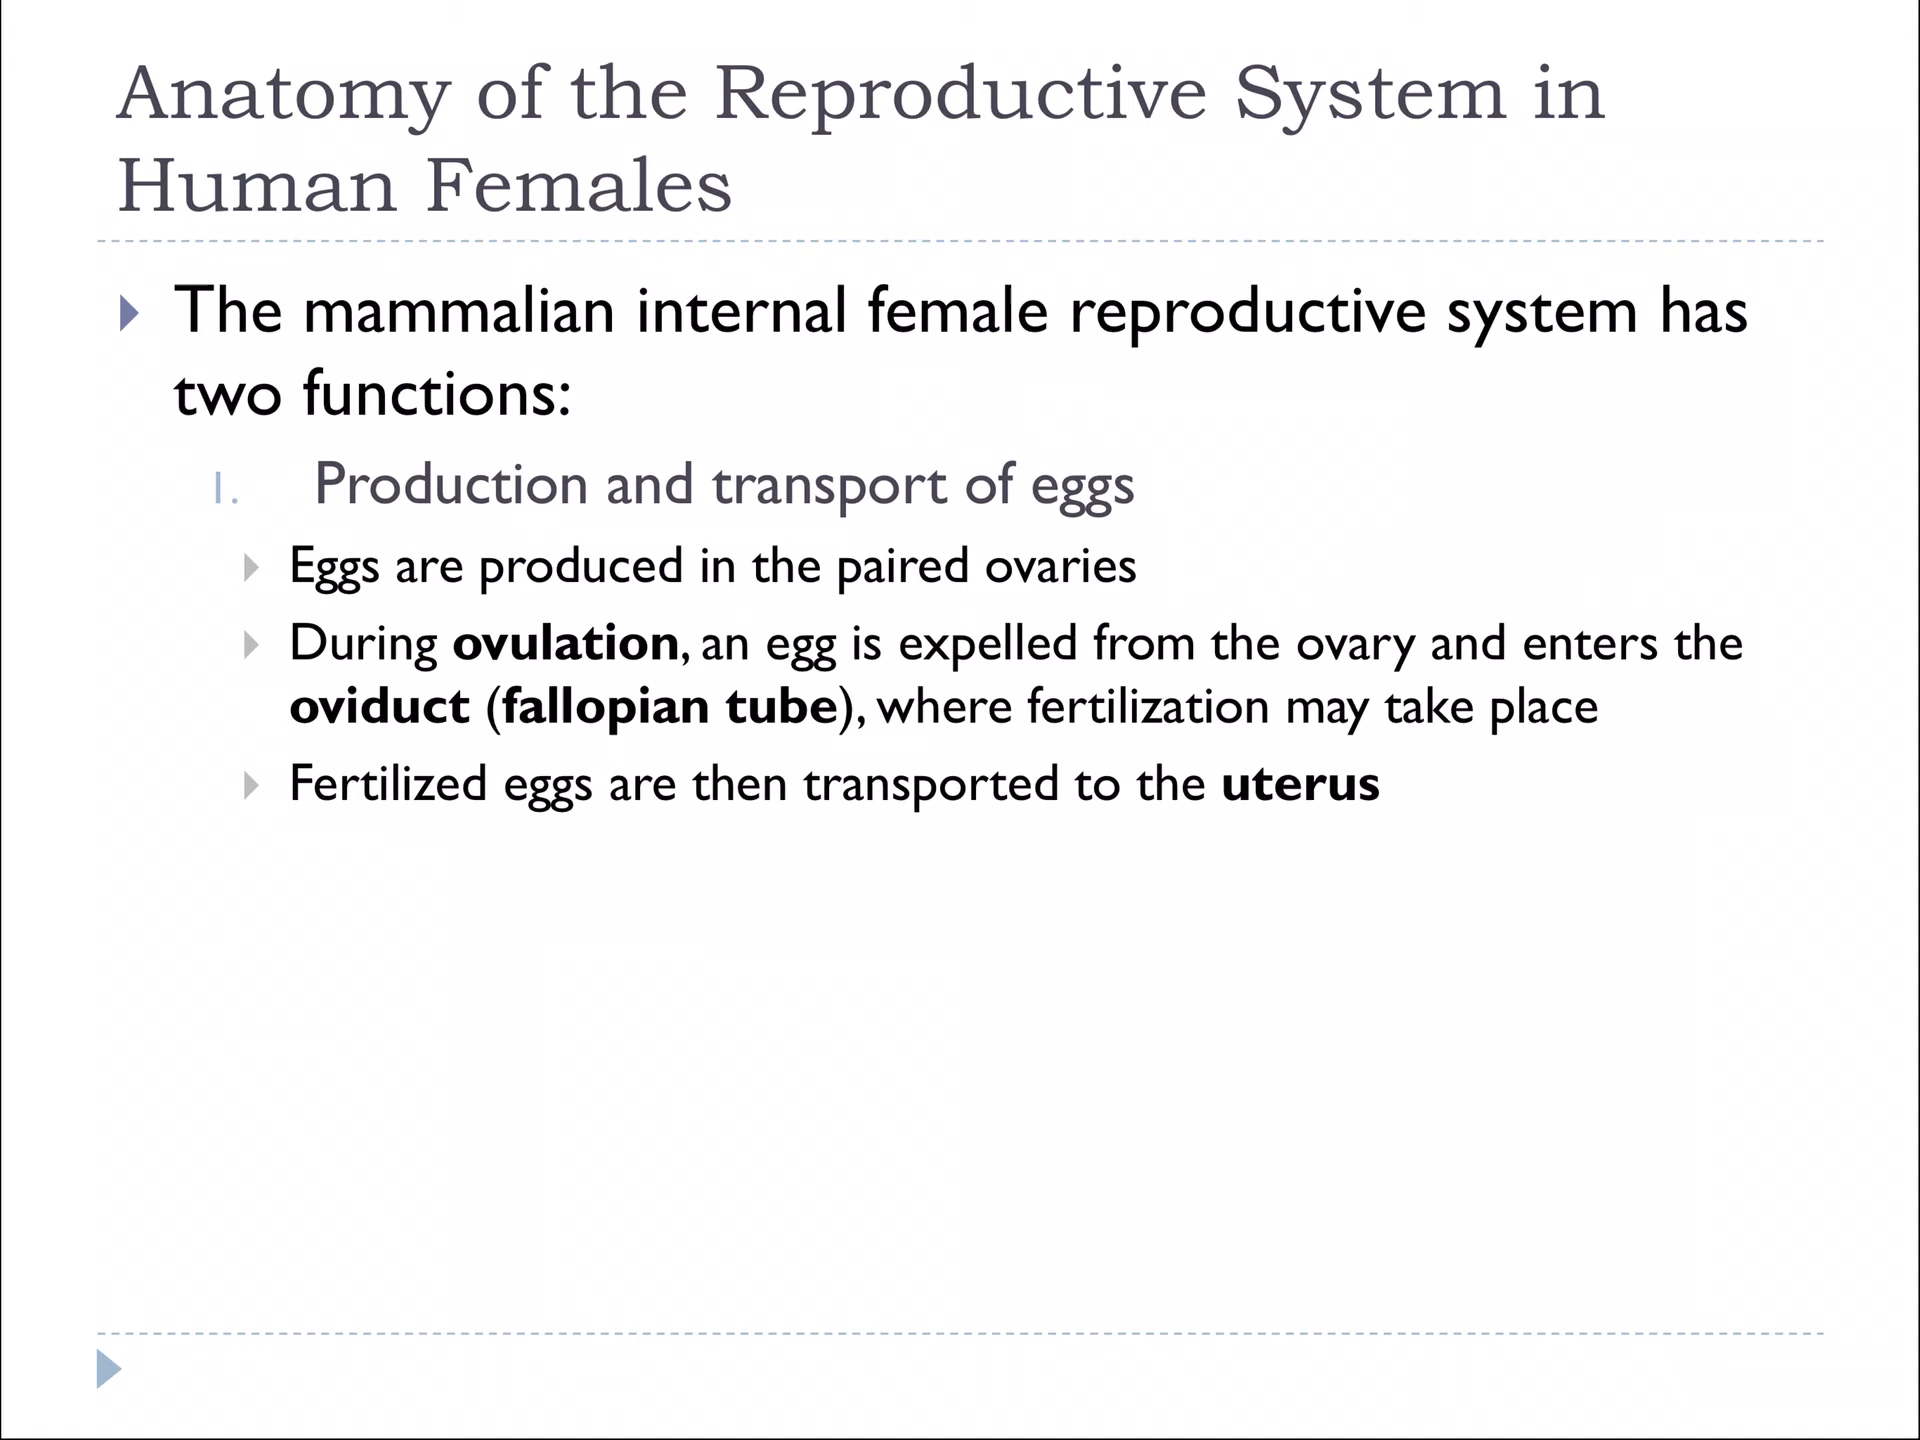 Anatomy of the Reproductive System in
Human Females
The mammalian internal female reproductive system has
two functions:
1. Production and transport of eggs
Eggs are produced in the paired ovaries
During ovulation, an egg is expelled from the ovary and enters the
oviduct (fallopian tube), where fertilization may take place
Fertilized eggs are then transported to the uterus